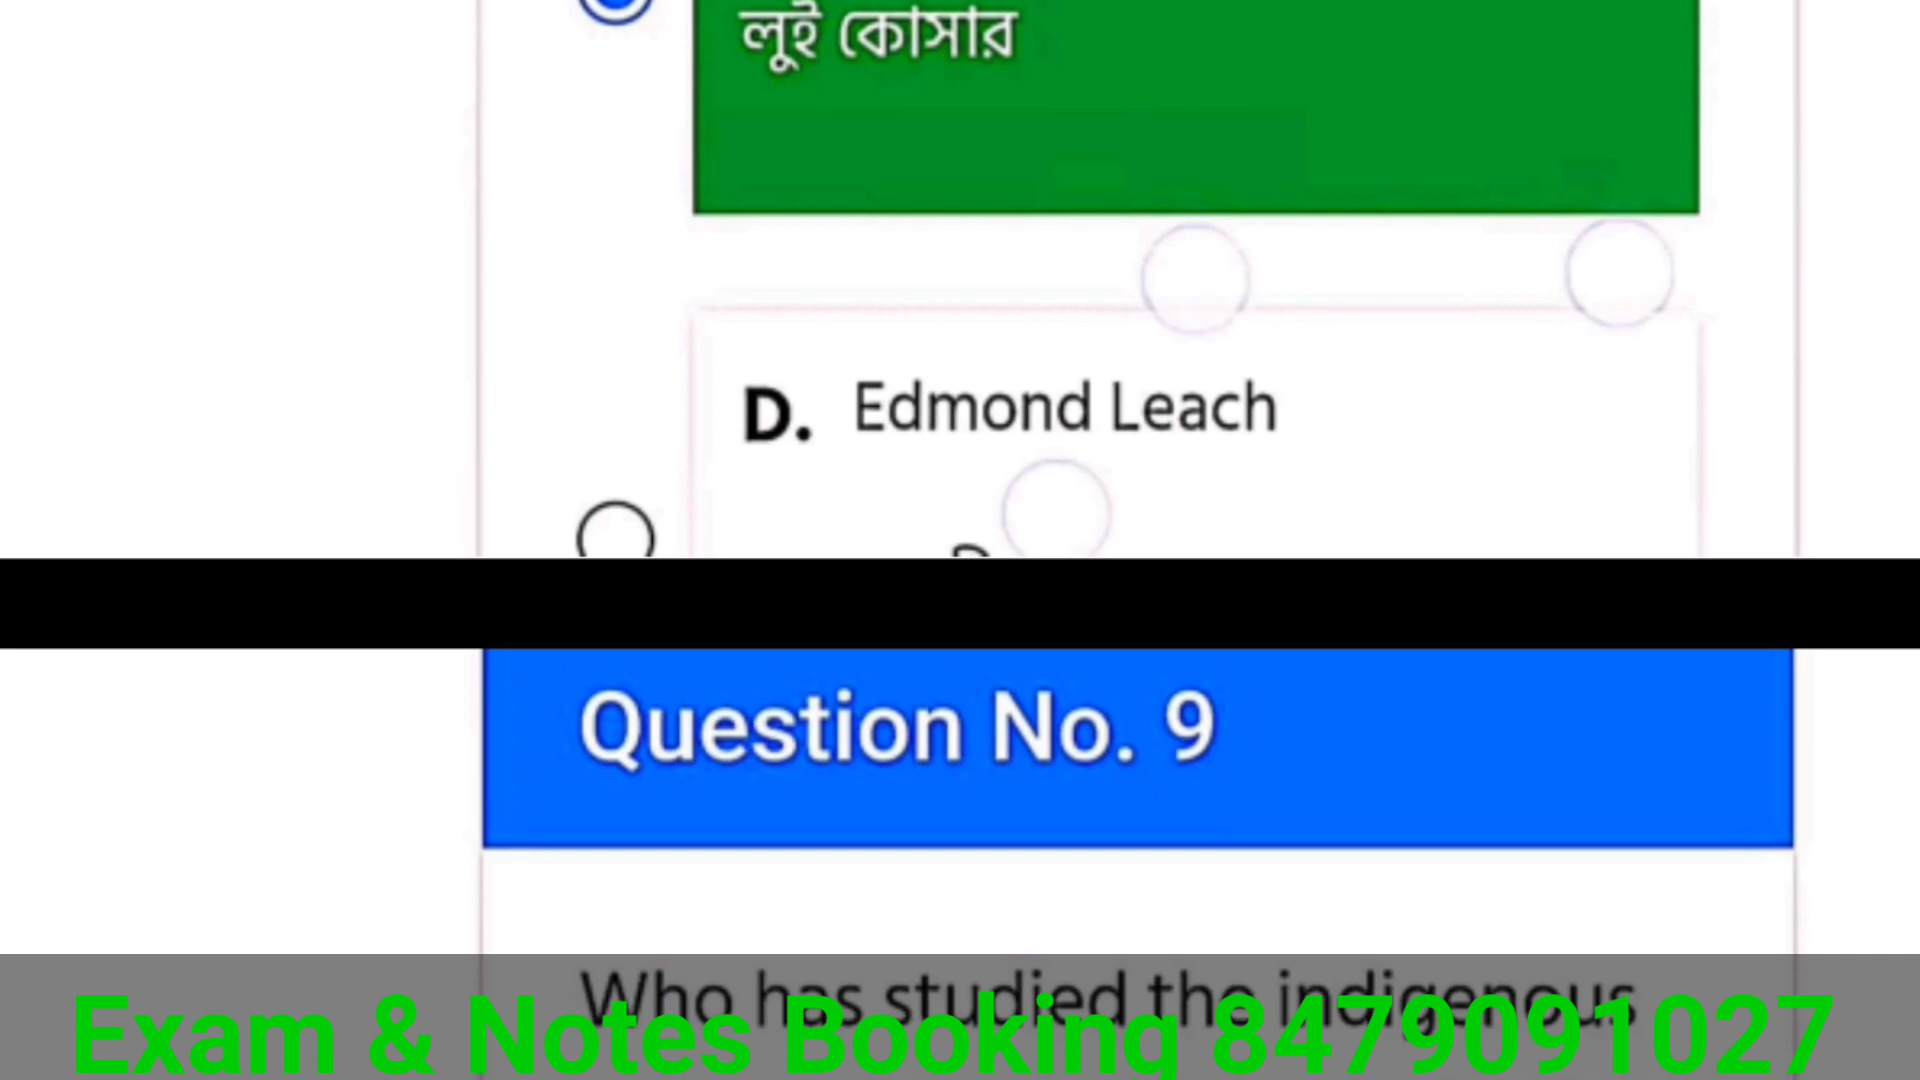 লুই কোসার
D. Edmond Leach
Question No. 9
Who has studied the indigenous
Exam & Notes Booking 8479091027